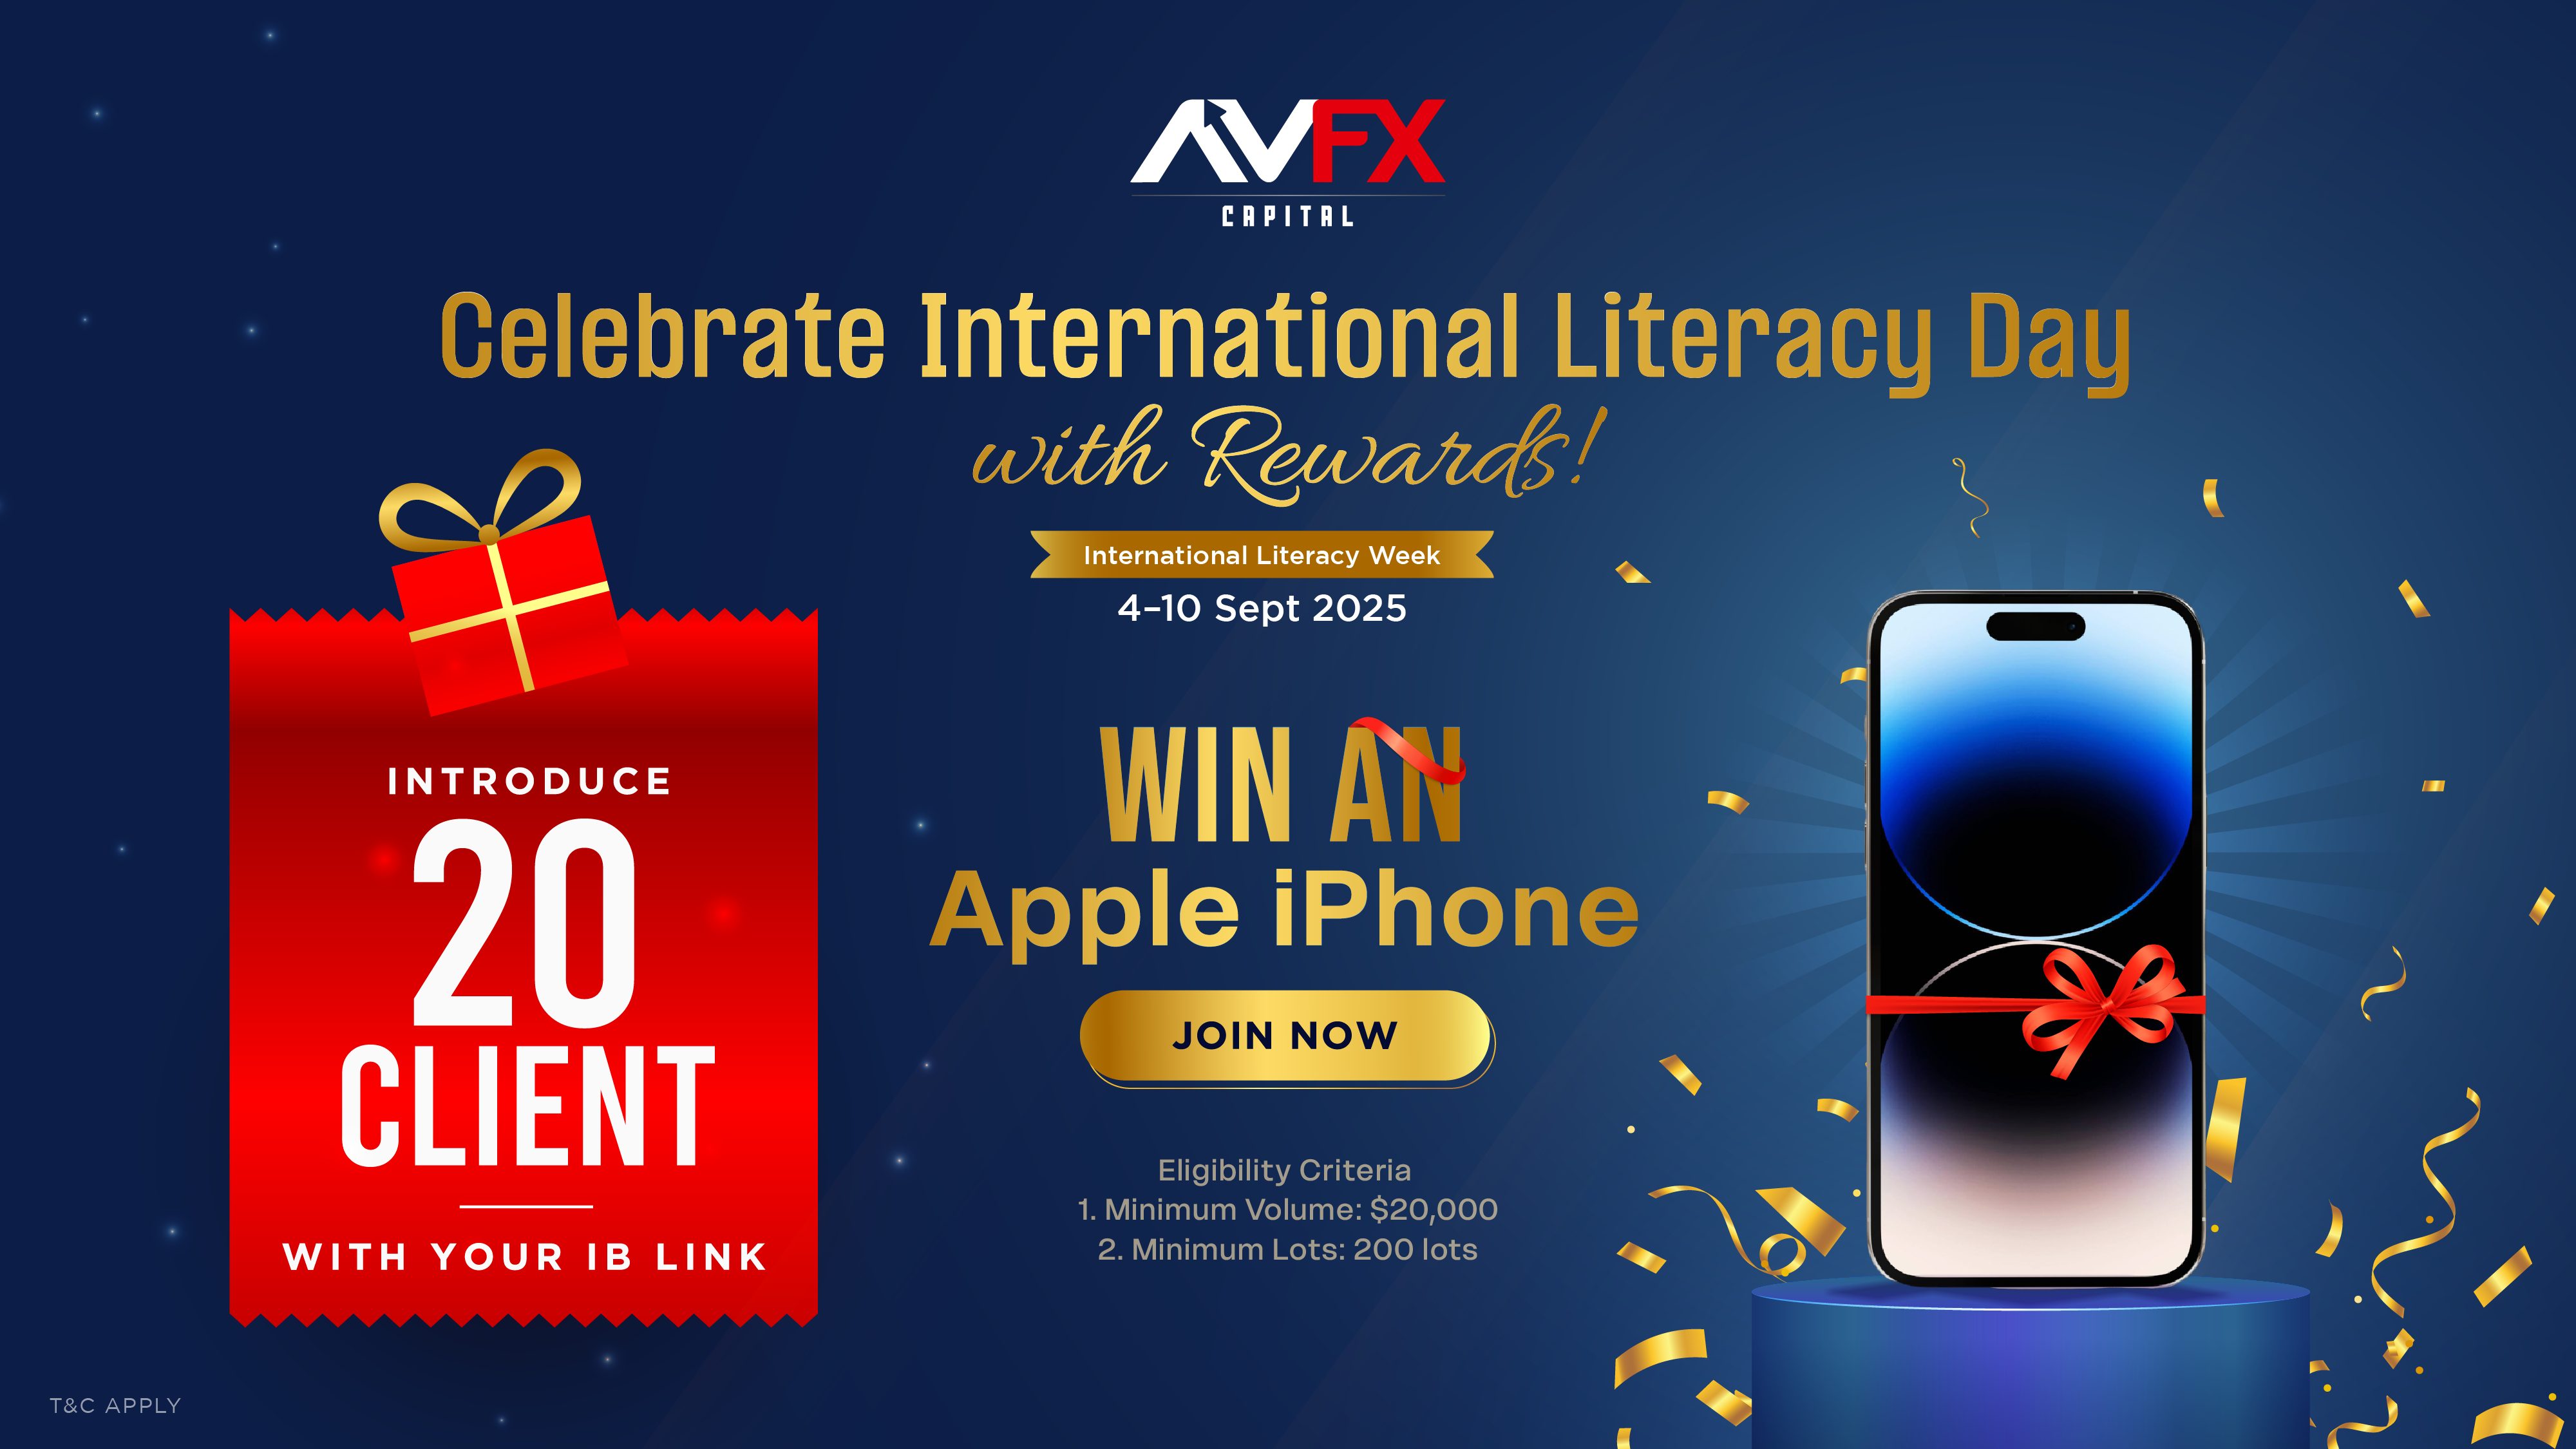 AVFX
CAPITAL
Celebrate International Literacy Day
with Rewards!
International Literacy Week
4–10 Sept 2025
INTRODUCE
20
CLIENT
WITH YOUR IB LINK
WIN AN
Apple iPhone
JOIN NOW
Eligibility Criteria
1. Minimum Volume: $20,000
2. Minimum Lots: 200 lots
T&C APPLY